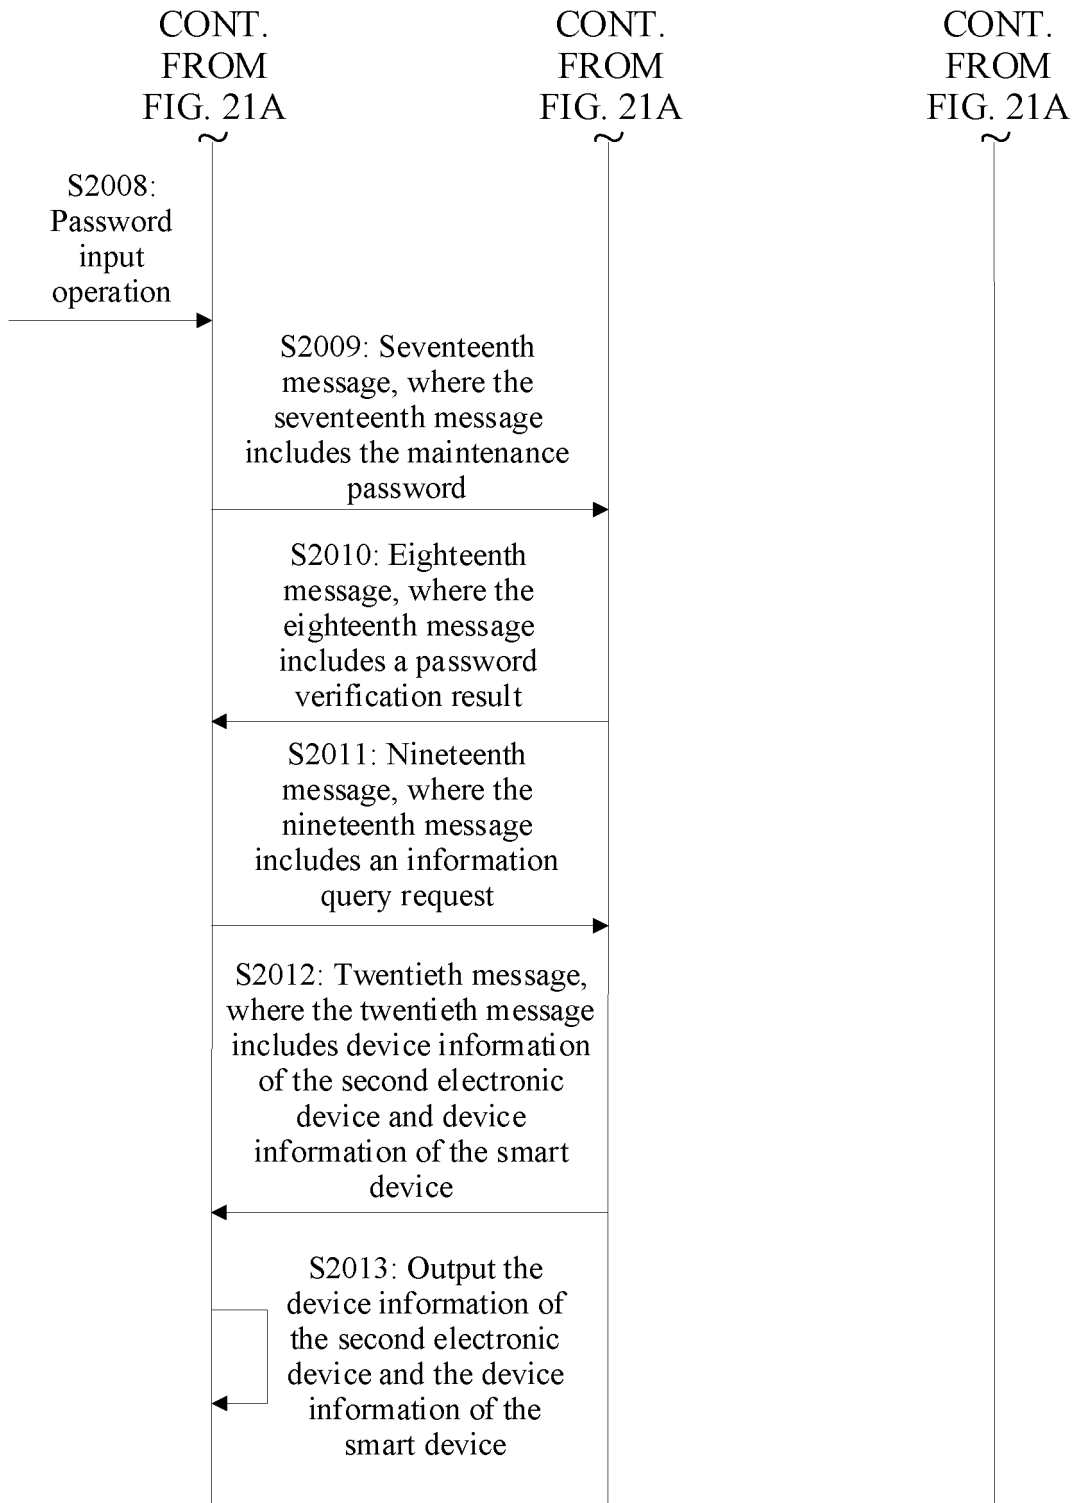 CONT.
FROM
FIG. 21A
CONT.
FROM
FIG. 21A
CONT.
FROM
FIG. 21A
S2008:
Password
input
operation
S2009: Seventeenth
message, where the
seventeenth message
includes the maintenance
password
S2010: Eighteenth
message, where the
eighteenth message
includes a password
verification result
S2011: Nineteenth
message, where the
nineteenth message
includes an information
query request
S2012: Twentieth message,
where the twentieth message
includes device information
of the second electronic
device and device
information of the smart
device
S2013: Output the
device information of
the second electronic
device and the device
information of the
smart device